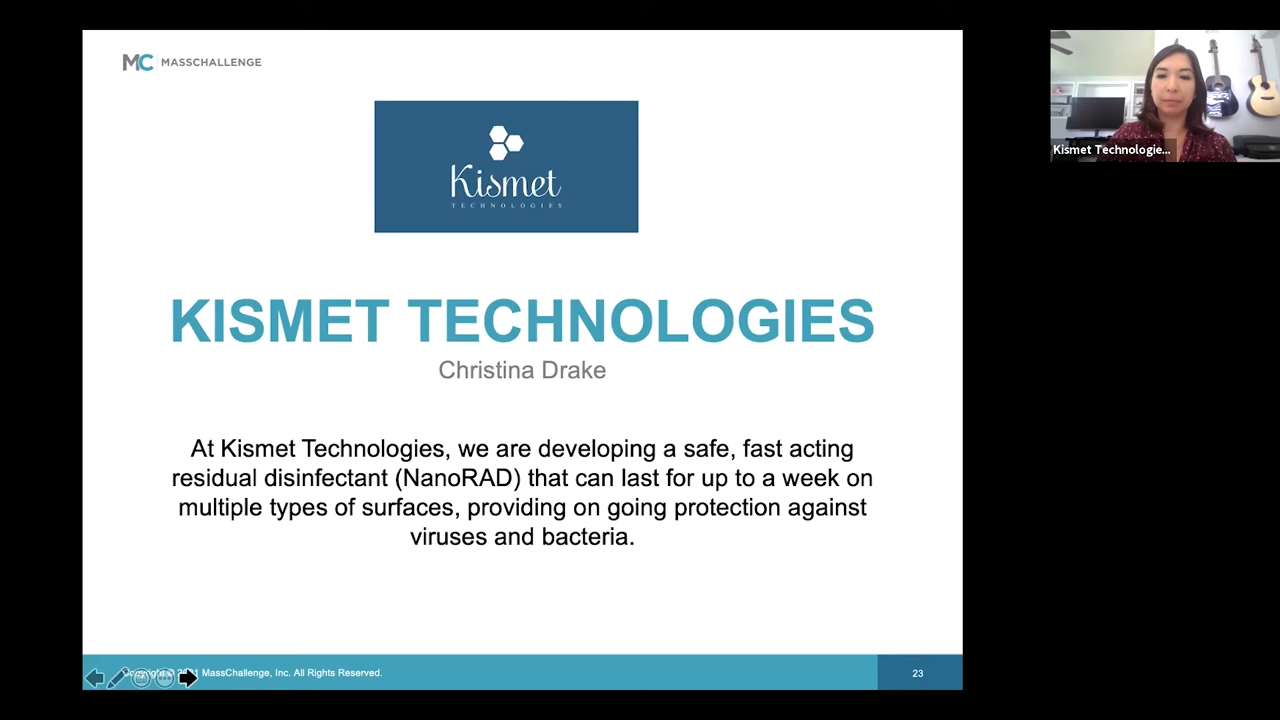 MC MASSCHALLENGE
Kismet
TECHNOLOGIES
Kismet Technologie...
KISMET TECHNOLOGIES
Christina Drake
At Kismet Technologies, we are developing a safe, fast acting
residual disinfectant (NanoRAD) that can last for up to a week on
multiple types of surfaces, providing on going protection against
viruses and bacteria.
Copyright © MassChallenge, Inc. All Rights Reserved.
23